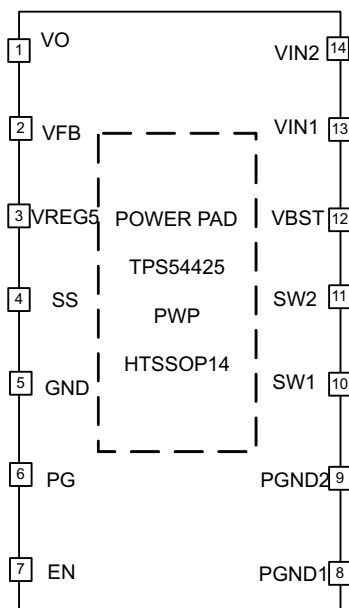 1 VO
2 VFB
3 VREG5
4 SS
5 GND
6 PG
7 EN
POWER PAD
TPS54425
PWP
HTSSOP14
VIN2 14
VIN1 13
VBST 12
SW2 11
SW1 10
PGND2 9
PGND1 8